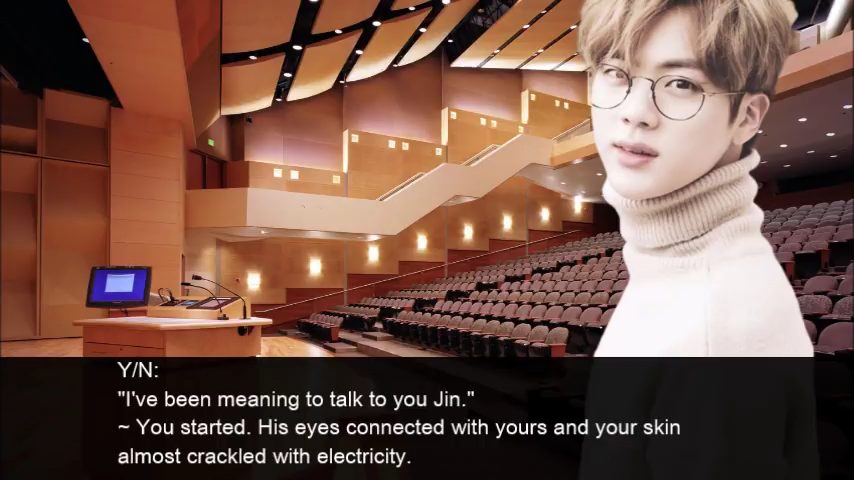 Y/N:
"I've been meaning to talk to you Jin."
~ You started. His eyes connected with yours and your skin
almost crackled with electricity.